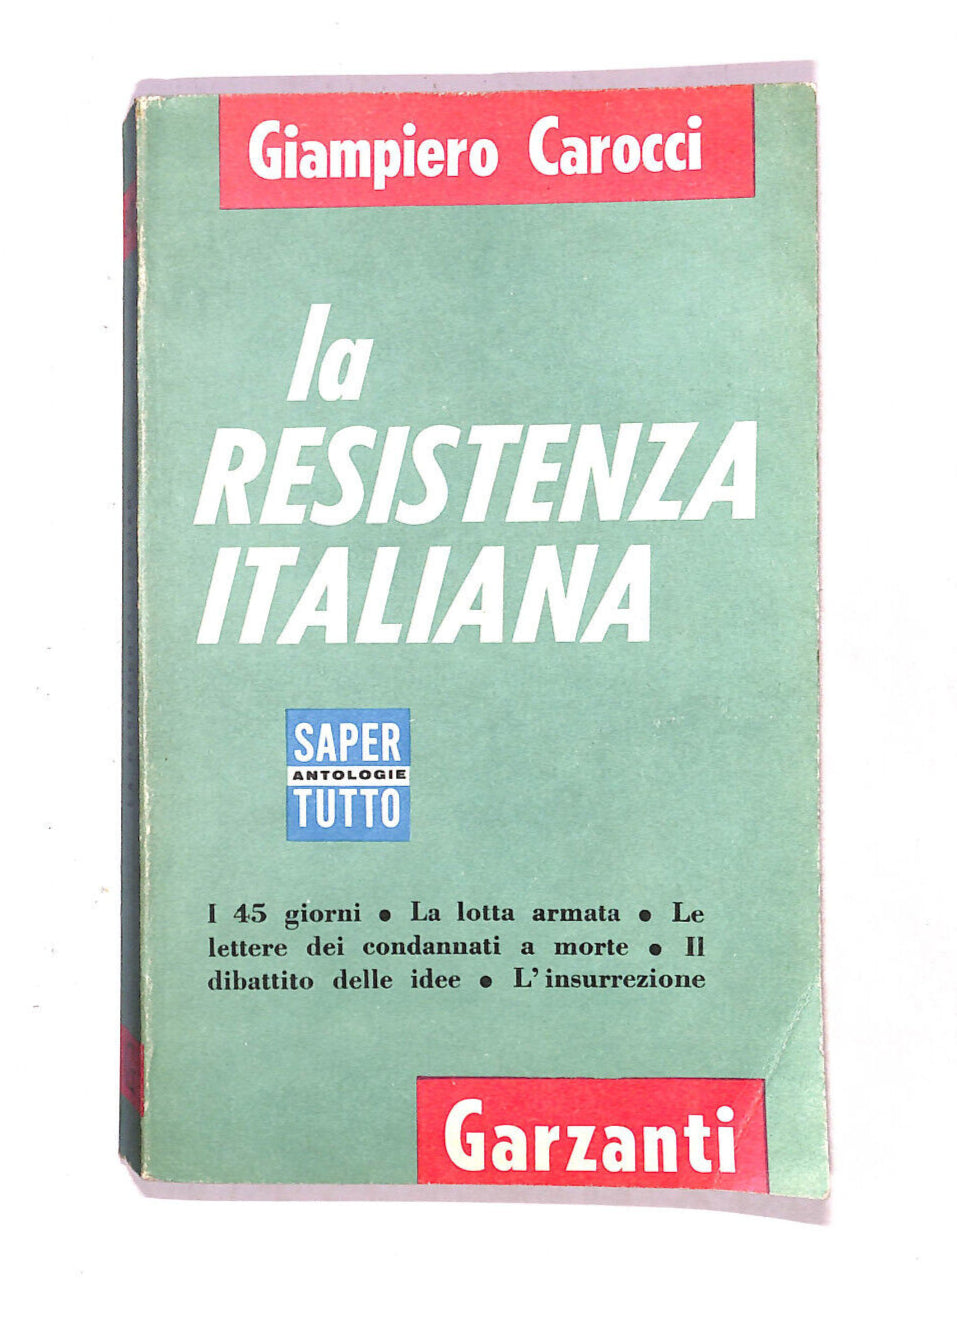 Giampiero Carocci
la
RESISTENZA
ITALIANA
SAPER
ANTOLOGIE
TUTTO
I 45 giorni • La lotta armata • Le
lettere dei condannati a morte • Il
dibattito delle idee • L'insurrezione
Garzanti